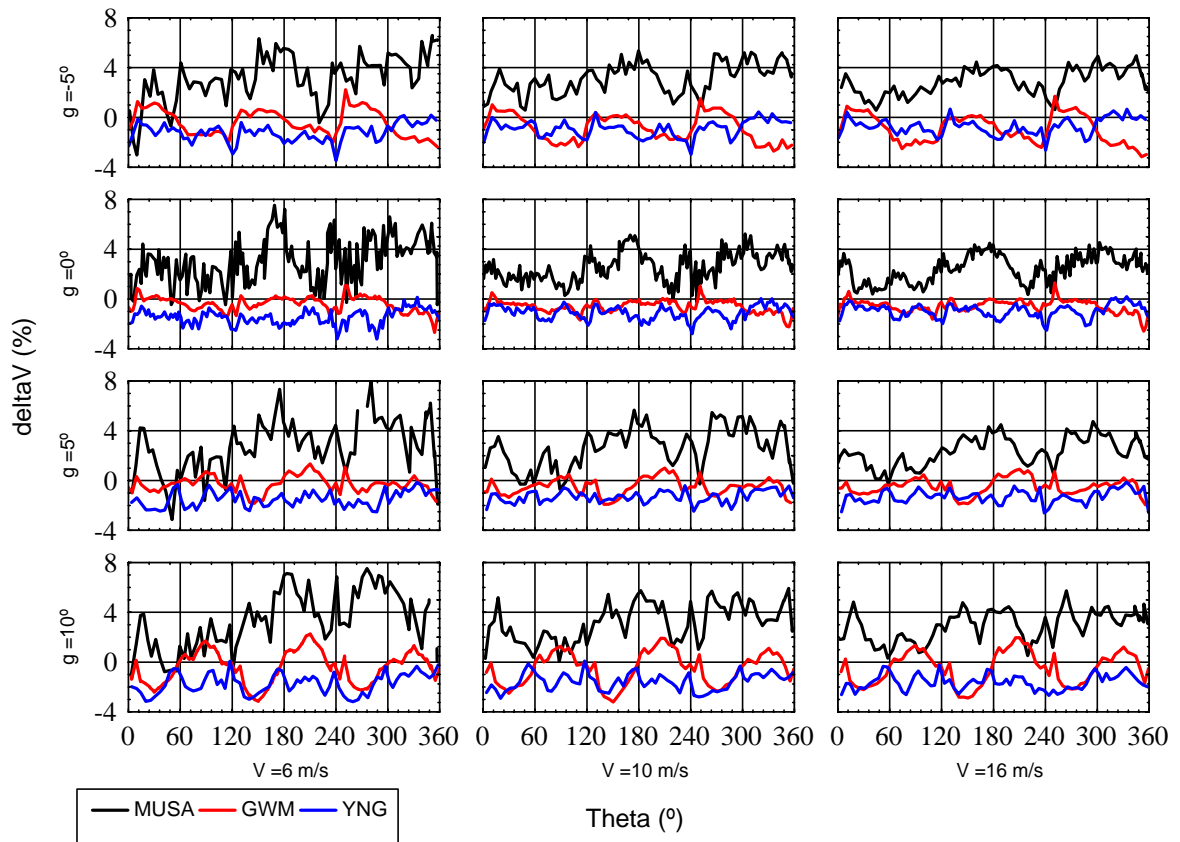 deltaV (%)
g =-5º
8
4
0
-4
g =0º
8
4
0
-4
g =5º
8
4
0
-4
g =10º
8
4
0
-4
0 60 120 180 240 300 360
0 60 120 180 240 300 360
0 60 120 180 240 300 360
V =6 m/s
V =10 m/s
V =16 m/s
MUSA GWM YNG
Theta (º)